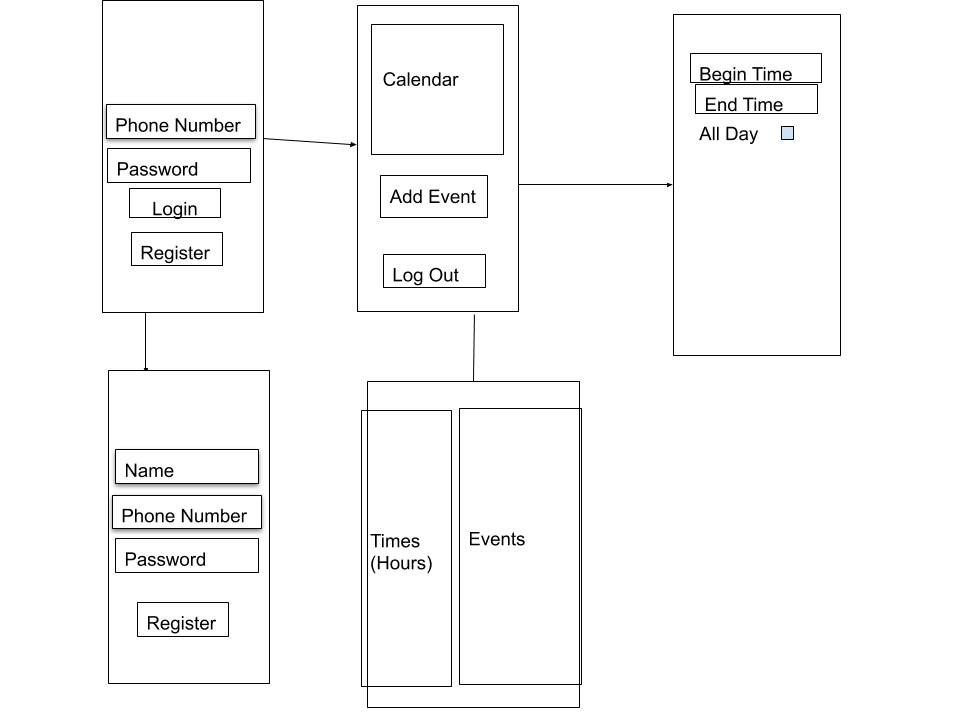 Phone Number
Password
Login
Register
Calendar
Add Event
Log Out
Begin Time
End Time
All Day
Name
Phone Number
Password
Register
Times
(Hours)
Events